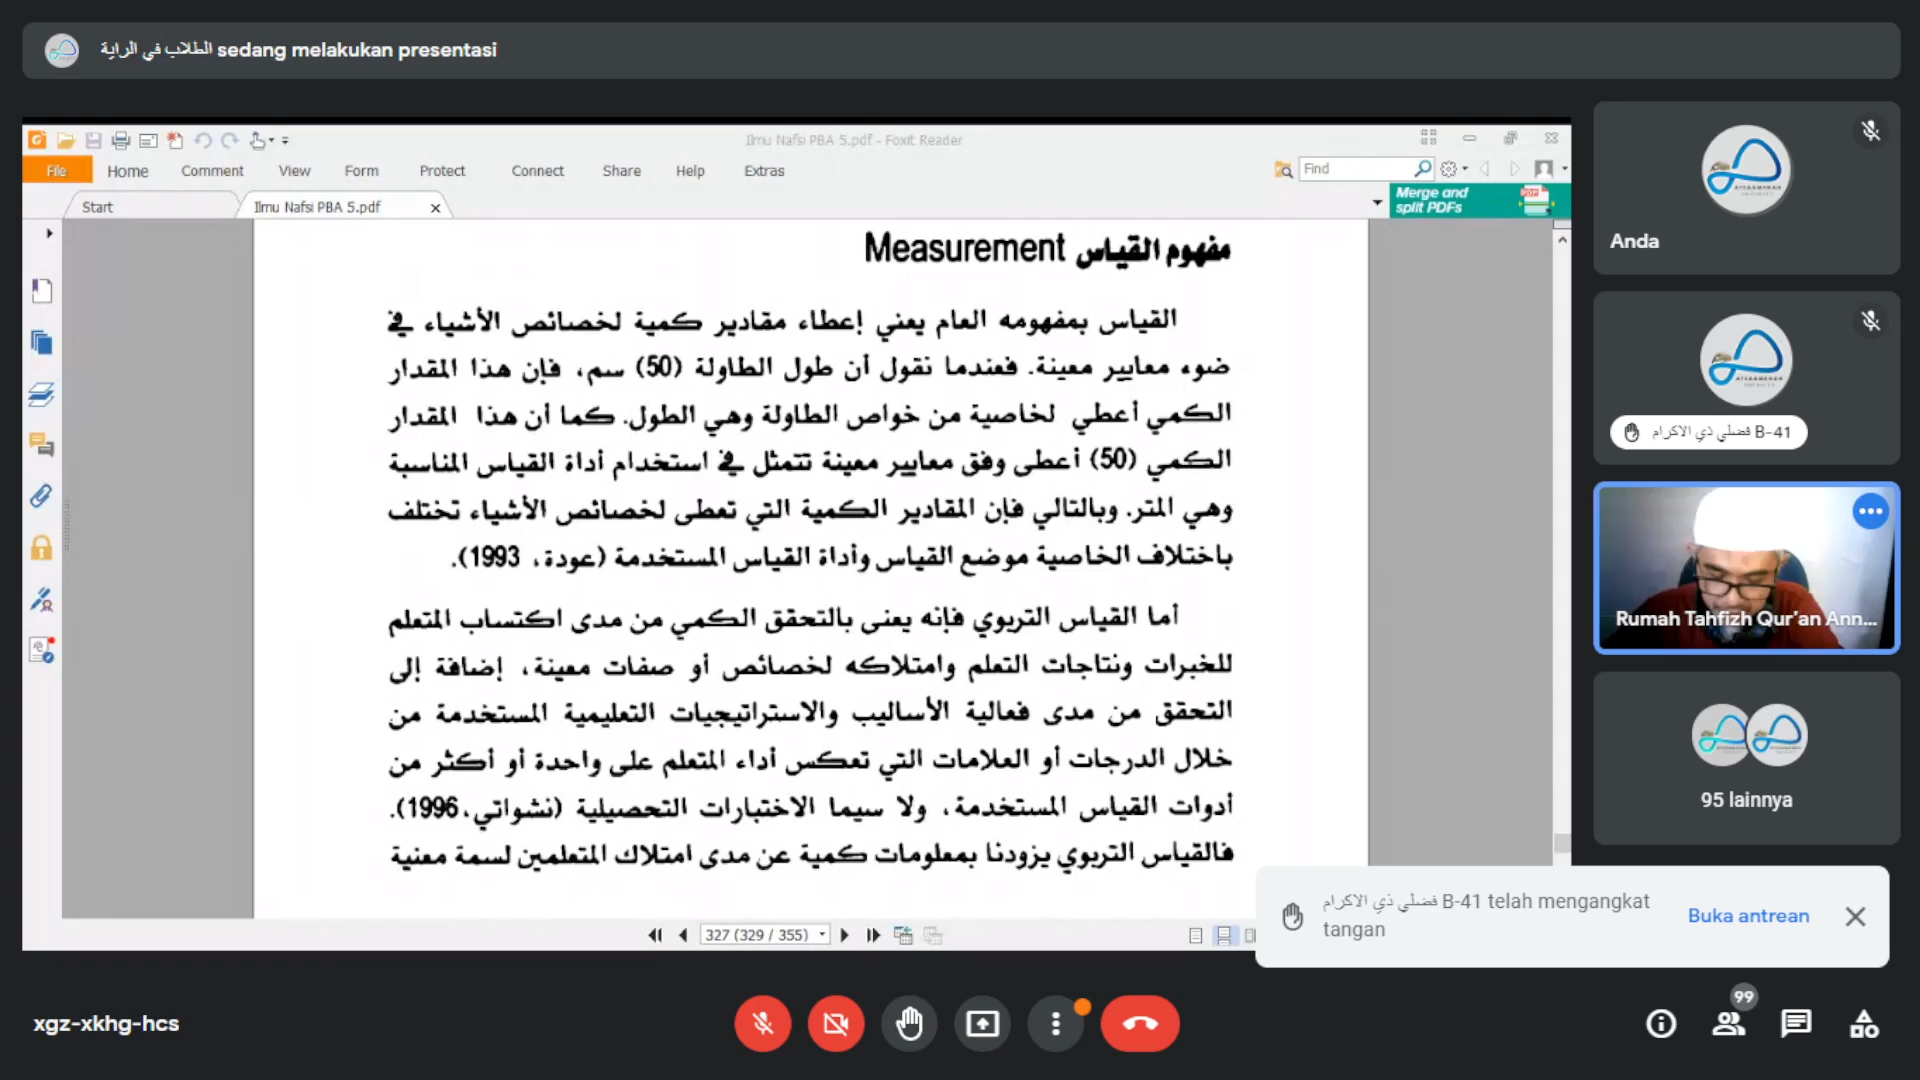 الطلاب في الراية sedang melakukan presentasi
Ilmu Nafsi PBA 5.pdf - Foxit Reader
File Home Comment View Form Protect Connect Share Help Extras
Find
Start
Ilmu Nafsi PBA 5.pdf
Merge and
split PDFs
مفهوم القياس Measurement
القياس بمفهومه العام يعني إعطاء مقادير كمية لخصائص الأشياء في
ضوء معايير معينة. فعندما نقول أن طول الطاولة (50) سم، فإن هذا المقدار
الكمي أعطي لخاصية من خواص الطاولة وهي الطول. كما أن هذا المقدار
الكمي (50) أعطى وفق معايير معينة تتمثل في استخدام أداة القياس المناسبة
وهي المتر. وبالتالي فإن المقادير الكمية التي تعطى لخصائص الأشياء تختلف
باختلاف الخاصية موضع القياس وأداة القياس المستخدمة (عودة، 1993).
أما القياس التربوي فإنه يعنى بالتحقق الكمي من مدى اكتساب المتعلم
للخبرات ونتاجات التعلم وامتلاكه لخصائص أو صفات معينة، إضافة إلى
التحقق من مدى فعالية الأساليب والاستراتيجيات التعليمية المستخدمة من
خلال الدرجات أو العلامات التي تعكس أداء المتعلم على واحدة أو أكثر من
أدوات القياس المستخدمة، ولا سيما الاختبارات التحصيلية (نشواتي،1996).
فالقياس التربوي يزودنا بمعلومات كمية عن مدى امتلاك المتعلمين لسمة معنية
327 (329 / 355)
Anda
فضلي ذي الاكرام B-41
Rumah Tahfizh Qur'an Ann...
95 lainnya
فضلي ذي الاكرام B-41 telah mengangkat
tangan
Buka antrean
xgz-xkhg-hcs
99